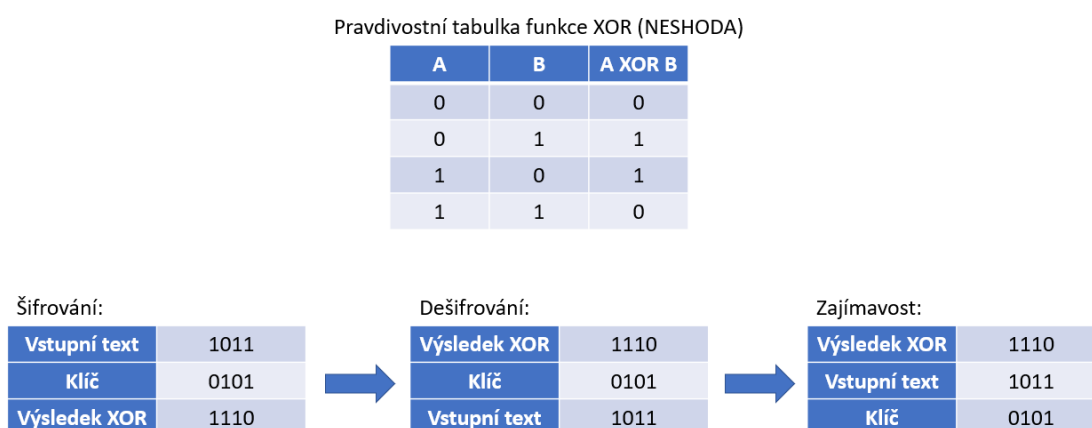 Pravdivostní tabulka funkce XOR (NESHODA)
A B A XOR B
0 0 0
0 1 1
1 0 1
1 1 0
Šifrování:
Vstupní text 1011
Klíč 0101
Výsledek XOR 1110
Dešifrování:
Výsledek XOR 1110
Klíč 0101
Vstupní text 1011
Zajímavost:
Výsledek XOR 1110
Vstupní text 1011
Klíč 0101